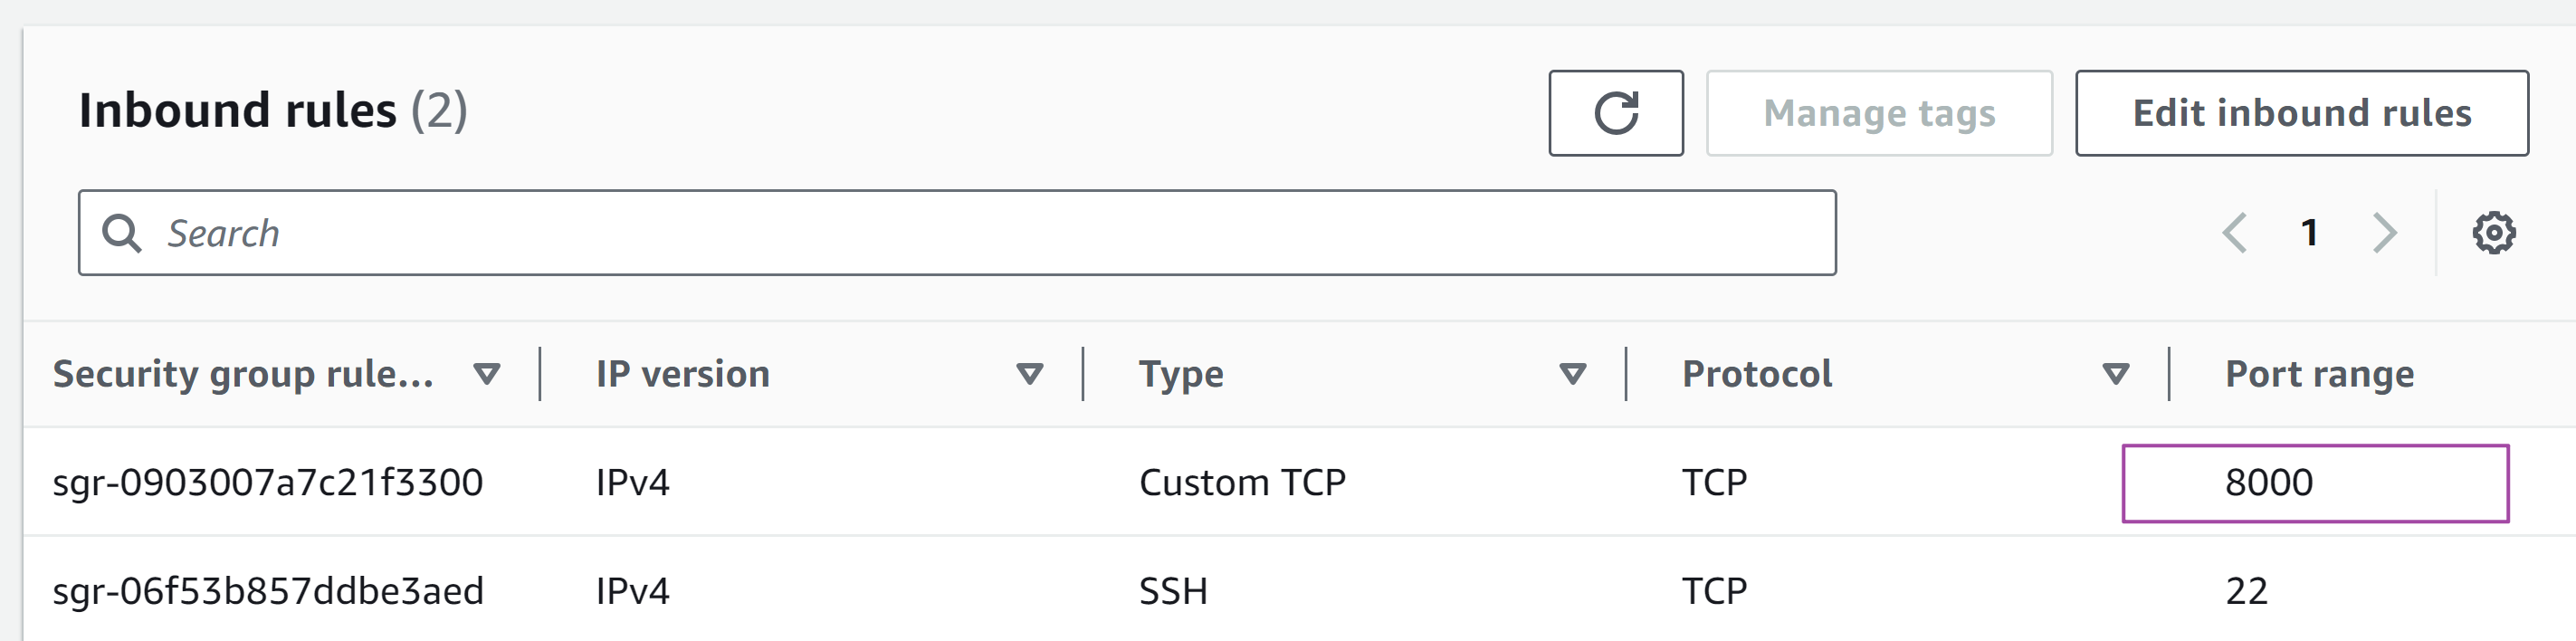 Inbound rules (2)
Manage tags
Edit inbound rules
Search
1
Security group rule... IP version Type Protocol Port range
sgr-0903007a7c21f3300 IPv4 Custom TCP TCP 8000
sgr-06f53b857ddbe3aed IPv4 SSH TCP 22